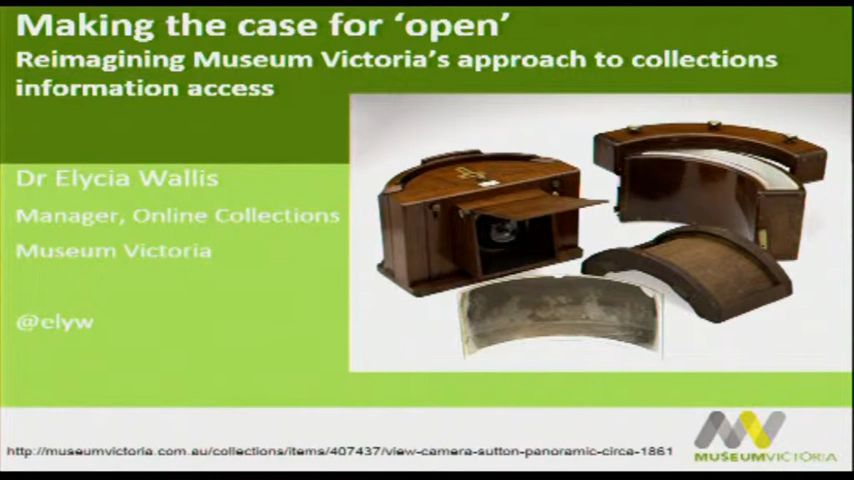 Making the case for ‘open’
Reimagining Museum Victoria’s approach to collections
information access
Dr Elycia Wallis
Manager, Online Collections
Museum Victoria
@elyw
http://museumvictoria.com.au/collections/items/407437/view-camera-sutton-panoramic-circa-1861
MUSEUMVICTORIA